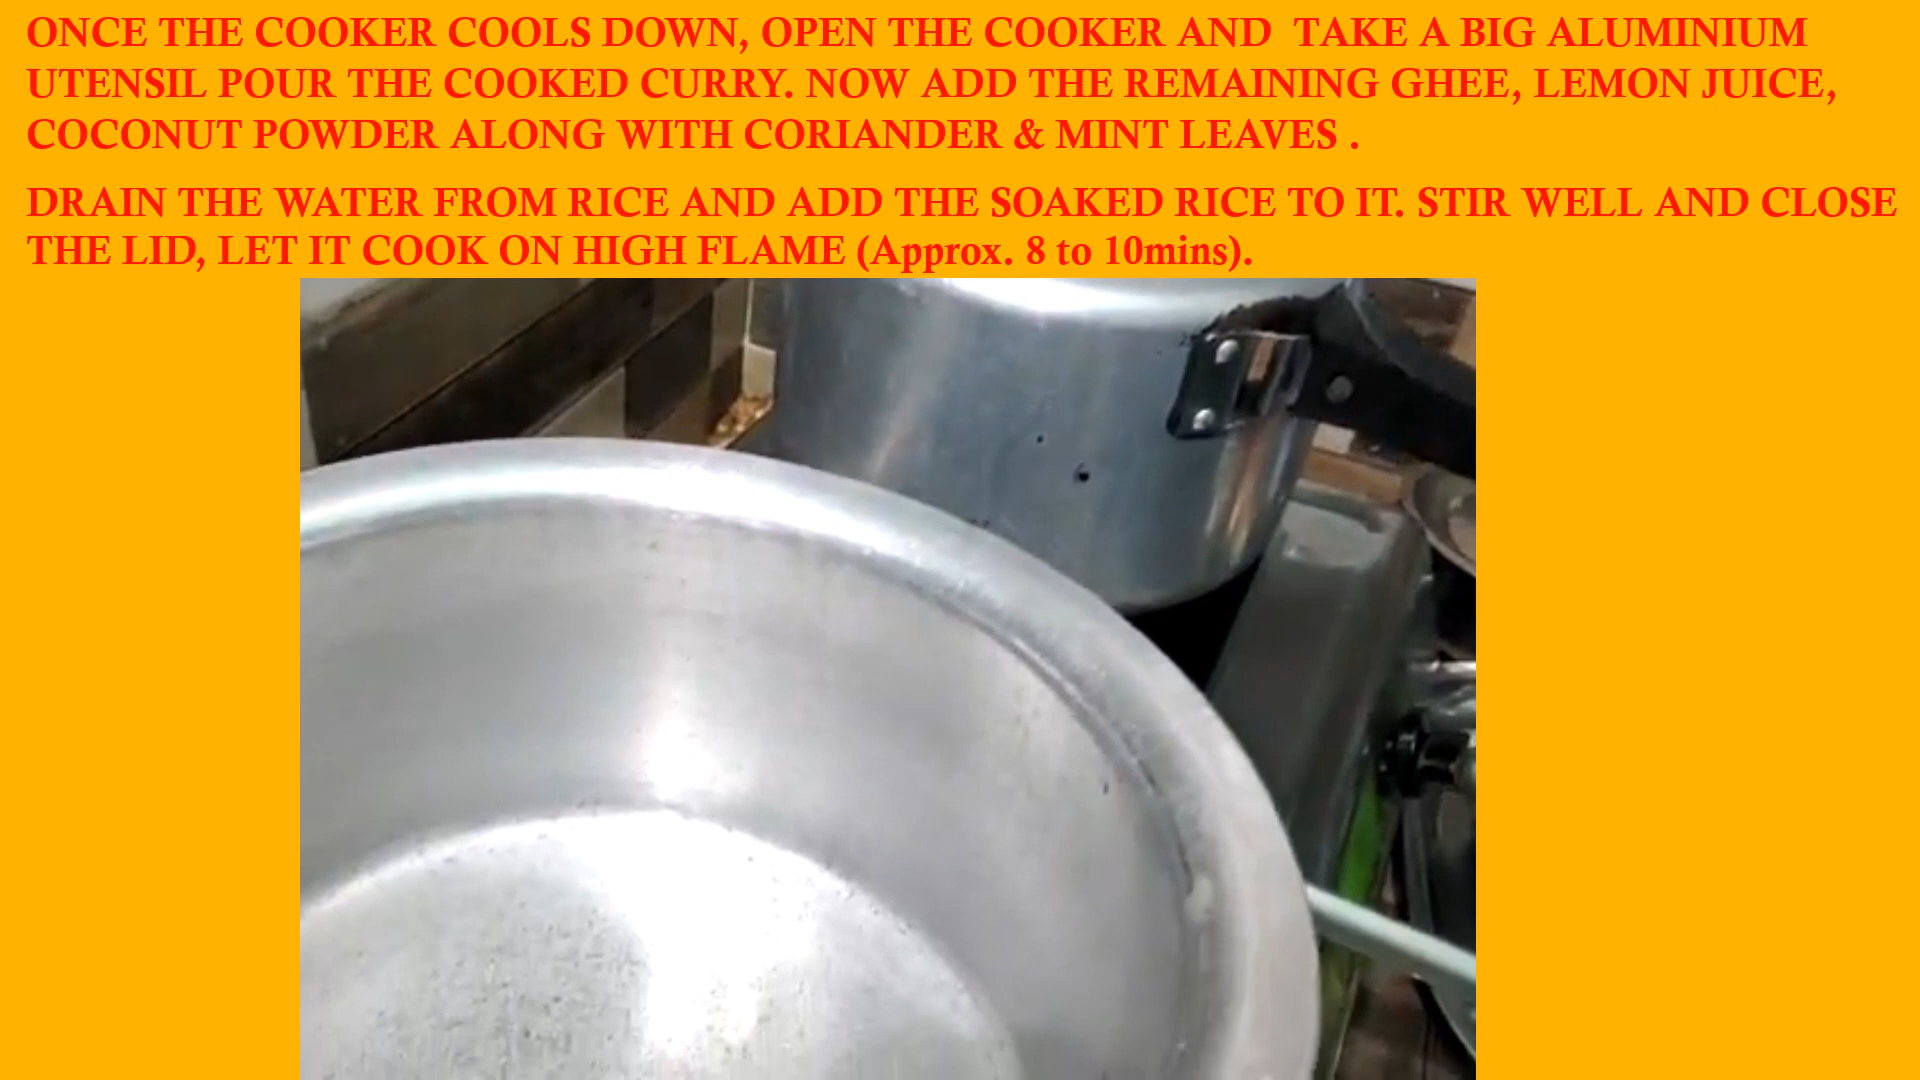 ONCE THE COOKER COOLS DOWN, OPEN THE COOKER AND  TAKE A BIG ALUMINIUM
UTENSIL POUR THE COOKED CURRY. NOW ADD THE REMAINING GHEE, LEMON JUICE,
COCONUT POWDER ALONG WITH CORIANDER & MINT LEAVES .
DRAIN THE WATER FROM RICE AND ADD THE SOAKED RICE TO IT. STIR WELL AND CLOSE
THE LID, LET IT COOK ON HIGH FLAME (Approx. 8 to 10mins).